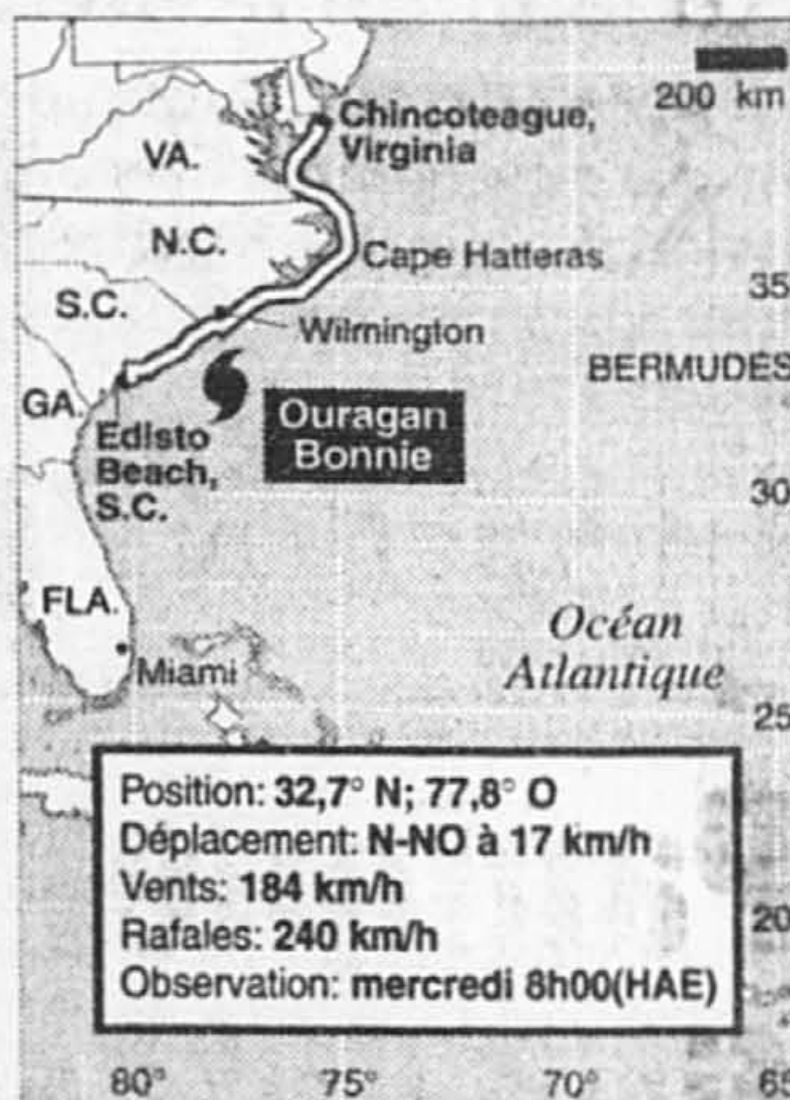 200 km
Chincoteague,
Virginia
VA.
N.C.
Cape Hatteras
35
S.C.
Wilmington
BERMUDES
GA.
Ouragan
Bonnie
Edisto
Beach,
S.C.
30
FLA.
Océan
Atlantique
Miami
25
Position: 32,7° N; 77,8° O
Déplacement: N-NO à 17 km/h
Vents: 184 km/h
Rafales: 240 km/h
Observation: mercredi 8h00(HAE)
20
80° 75° 70° 65